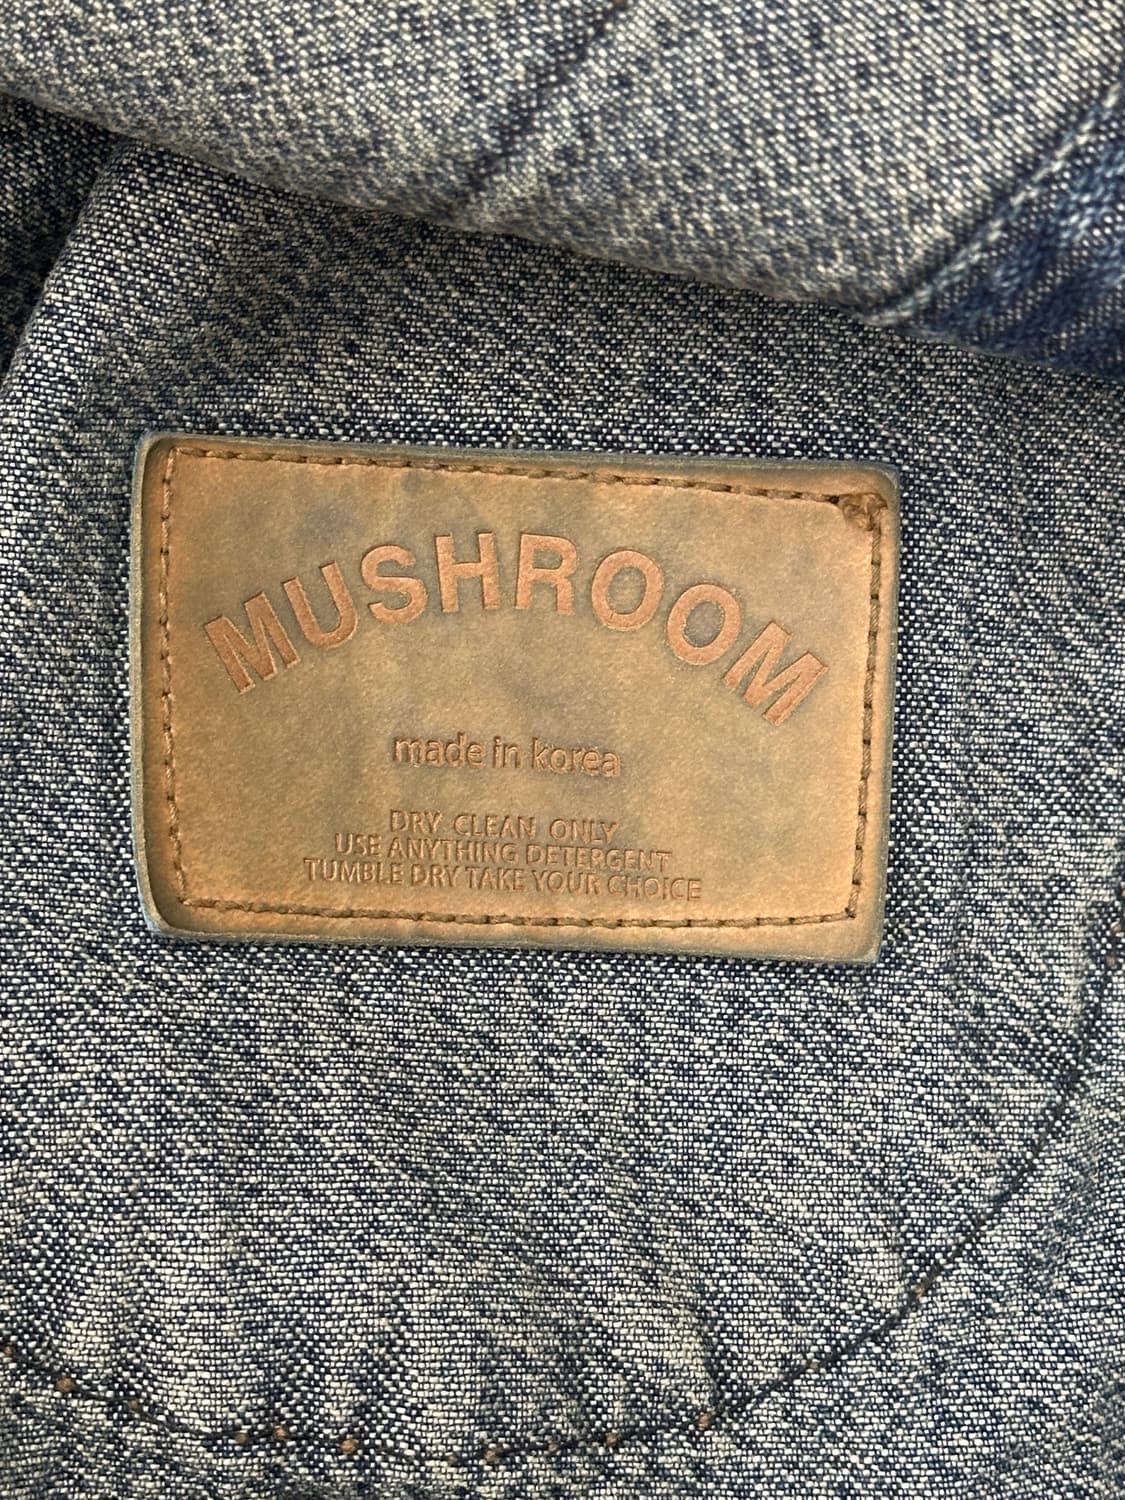 MUSHROOM
made in korea
DRY CLEAN ONLY
USE ANYTHING DETERGENT
TUMBLE DRY TAKE YOUR CHOICE